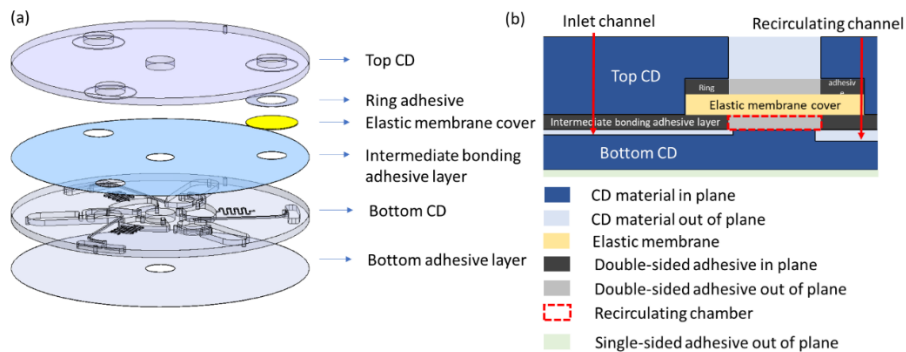 (a)
Top CD
Ring adhesive
Elastic membrane cover
Intermediate bonding
adhesive layer
Bottom CD
Bottom adhesive layer
(b)
Inlet channel
Recirculating channel
Top CD
Ring
adhesiv
e
Elastic membrane cover
Intermediate bonding adhesive layer
Bottom CD
CD material in plane
CD material out of plane
Elastic membrane
Double-sided adhesive in plane
Double-sided adhesive out of plane
Recirculating chamber
Single-sided adhesive out of plane